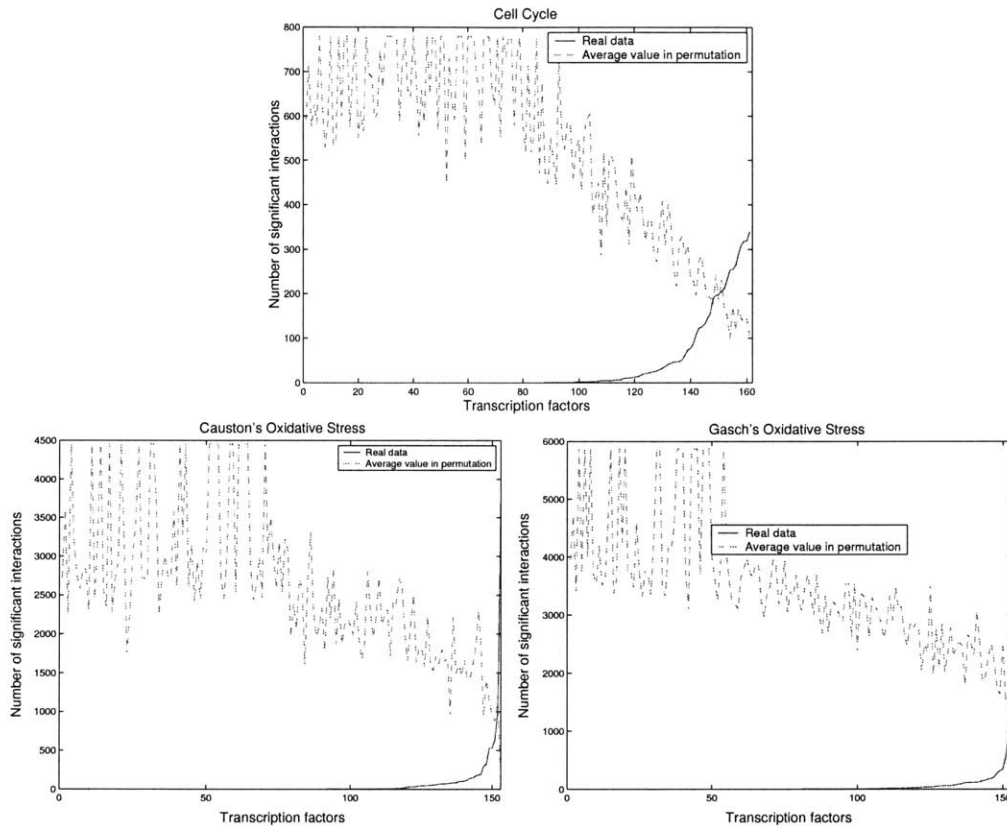 Cell Cycle
Real data
Average value in permutation
Number of significant interactions
800
700
600
500
400
300
200
100
0
0 20 40 60 80 100 120 140 160
Transcription factors
Causton's Oxidative Stress
Real data
Average value in permutation
Number of significant interactions
4500
4000
3500
3000
2500
2000
1500
1000
500
0
0 50 100 150
Transcription factors
Gasch's Oxidative Stress
Real data
Average value in permutation
Number of significant interactions
6000
5000
4000
3000
2000
1000
0
0 50 100 150
Transcription factors